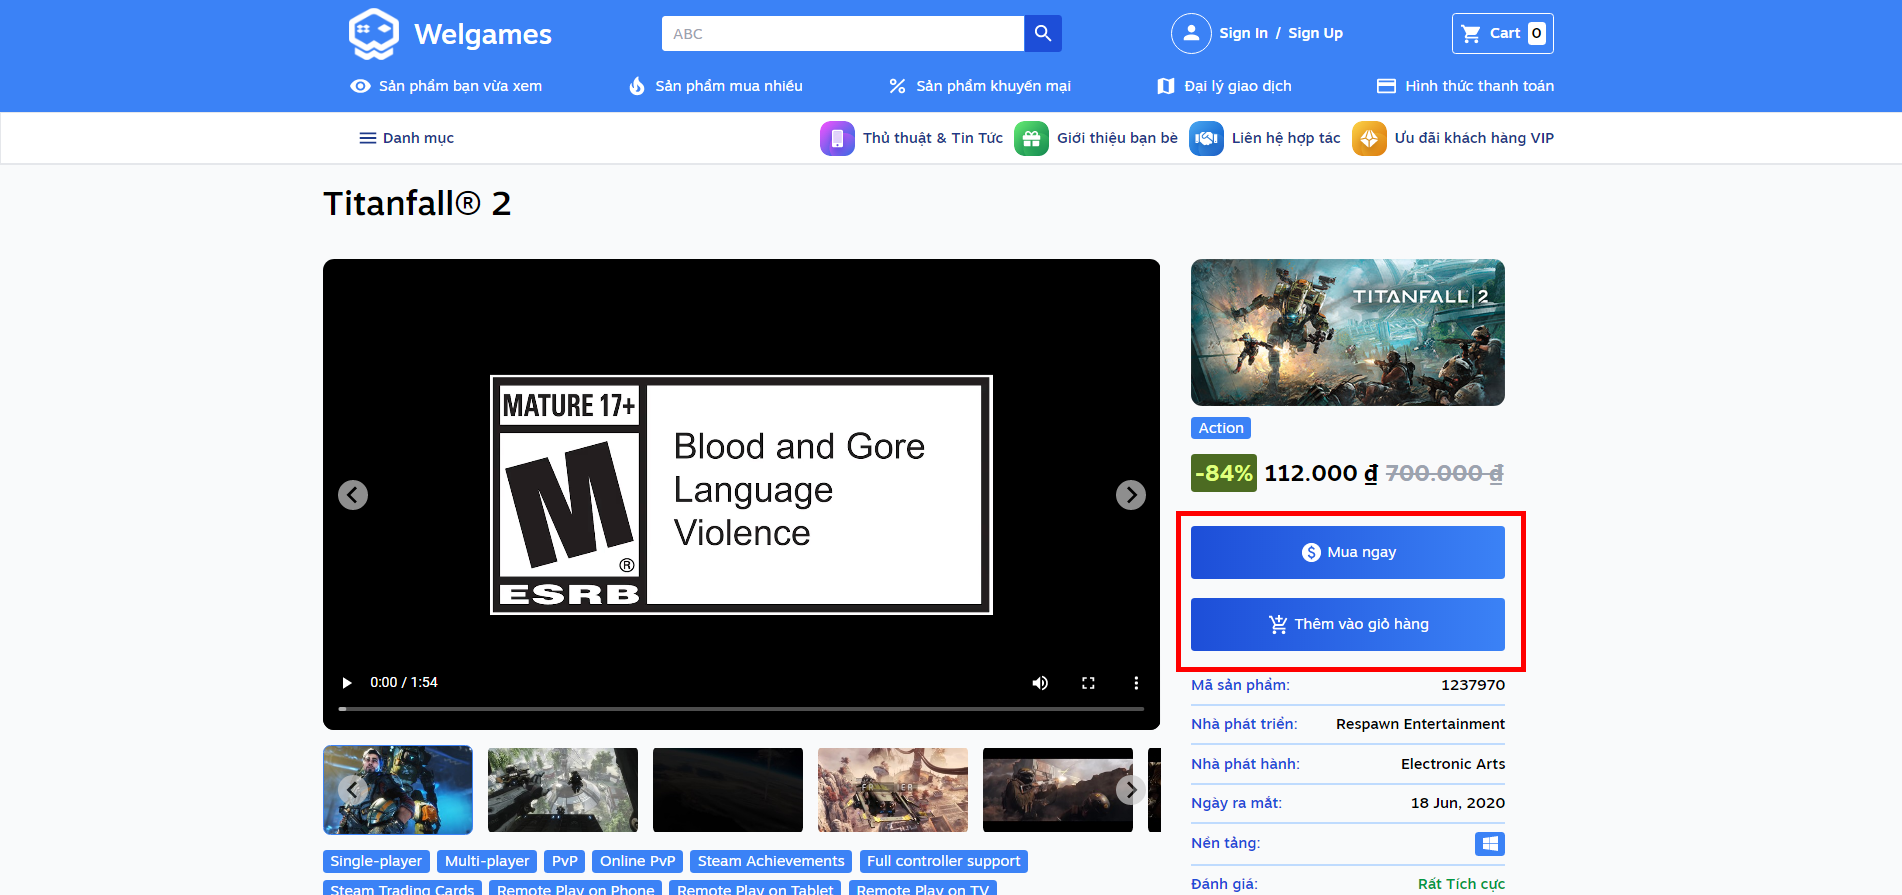 Welgames
ABC
Sign In / Sign Up
Cart 0
Sản phẩm bạn vừa xem
Sản phẩm mua nhiều
Sản phẩm khuyến mại
Đại lý giao dịch
Hình thức thanh toán
Danh mục
Thủ thuật & Tin Tức
Giới thiệu bạn bè
Liên hệ hợp tác
Ưu đãi khách hàng VIP
Titanfall® 2
MATURE 17+
M
®
ESRB
Blood and Gore
Language
Violence
0:00 / 1:54
TITANFALL 2
Action
-84% 112.000 ₫ 700.000 ₫
Mua ngay
Thêm vào giỏ hàng
Mã sản phẩm: 1237970
Nhà phát triển: Respawn Entertainment
Nhà phát hành: Electronic Arts
Ngày ra mắt: 18 Jun, 2020
Nền tảng:
Đánh giá: Rất Tích cực
Single-player Multi-player PvP Online PvP Steam Achievements Full controller support
Steam Trading Cards Remote Play on Phone Remote Play on Tablet Remote Play on TV